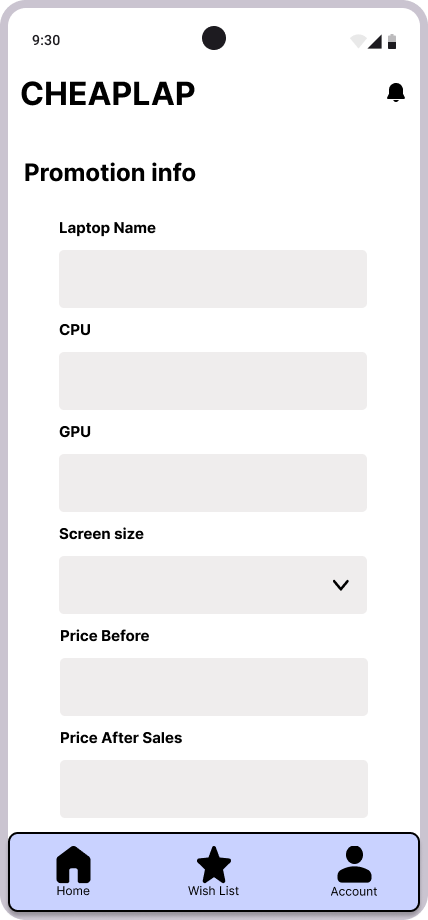 9:30
CHEAPLAP
Promotion info
Laptop Name
CPU
GPU
Screen size
Price Before
Price After Sales
Home Wish List Account